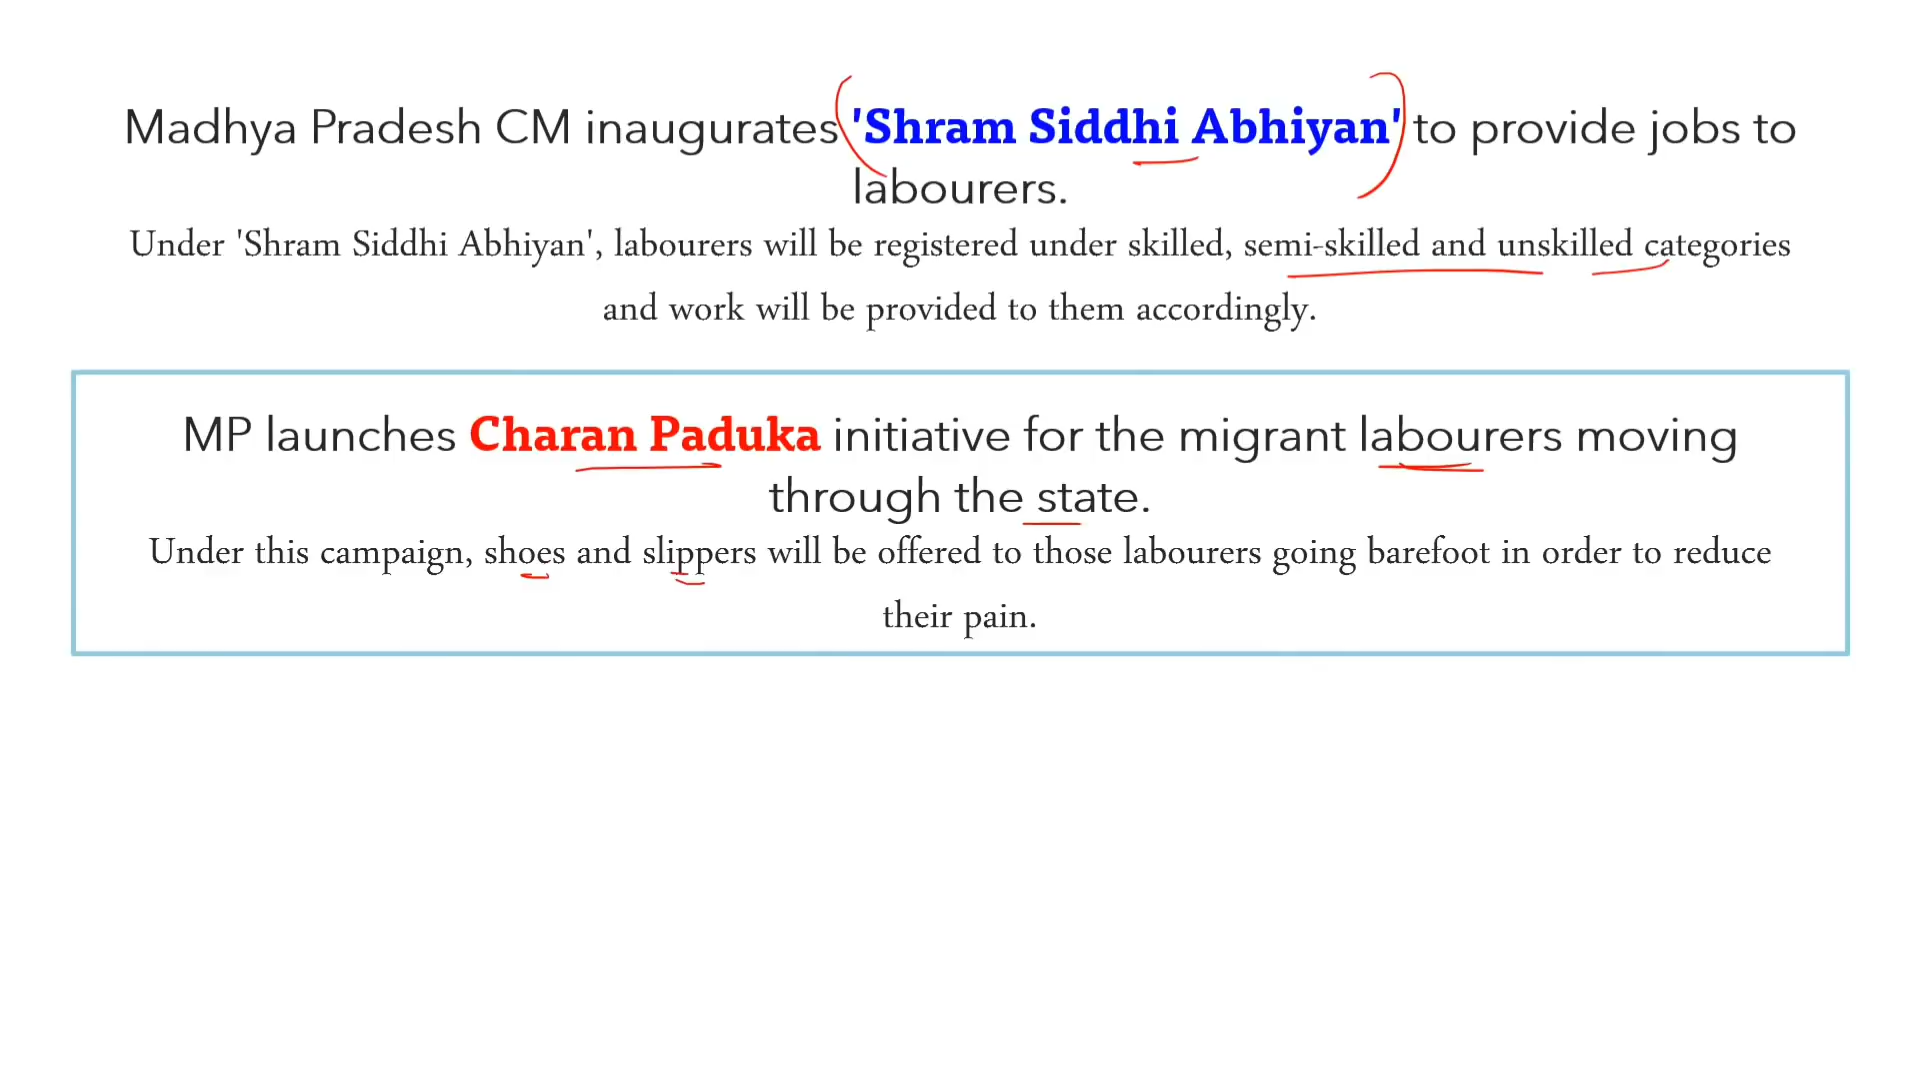 Madhya Pradesh CM inaugurates 'Shram Siddhi Abhiyan' to provide jobs to
labourers.
Under 'Shram Siddhi Abhiyan', labourers will be registered under skilled, semi-skilled and unskilled categories
and work will be provided to them accordingly.
MP launches Charan Paduka initiative for the migrant labourers moving
through the state.
Under this campaign, shoes and slippers will be offered to those labourers going barefoot in order to reduce
their pain.